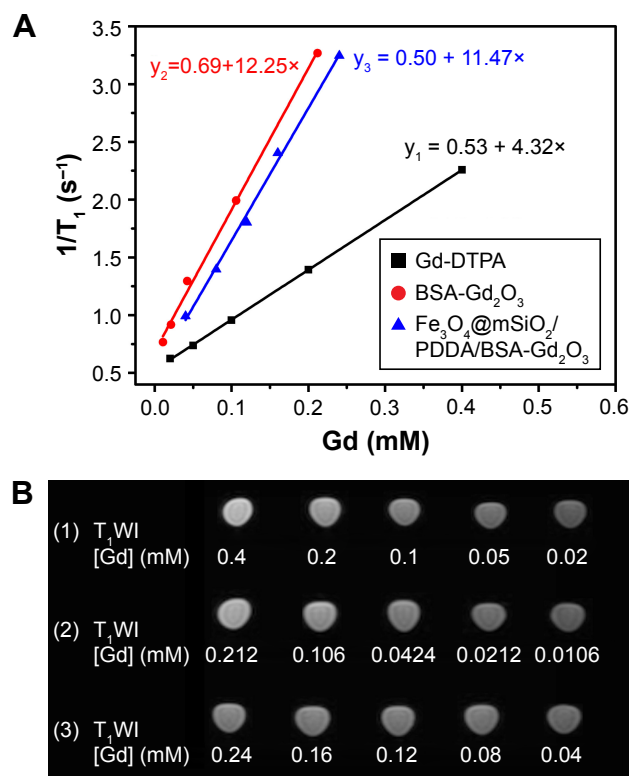 A
y₂=0.69+12.25×
y₃ = 0.50 + 11.47×
y₁ = 0.53 + 4.32×
1/T₁ (s⁻¹)
3.5
3.0
2.5
2.0
1.5
1.0
0.5
Gd-DTPA
BSA-Gd₂O₃
Fe₃O₄@mSiO₂/
PDDA/BSA-Gd₂O₃
0.0 0.1 0.2 0.3 0.4 0.5 0.6
Gd (mM)
B
(1) T₁WI
[Gd] (mM) 0.4 0.2 0.1 0.05 0.02
(2) T₁WI
[Gd] (mM) 0.212 0.106 0.0424 0.0212 0.0106
(3) T₁WI
[Gd] (mM) 0.24 0.16 0.12 0.08 0.04